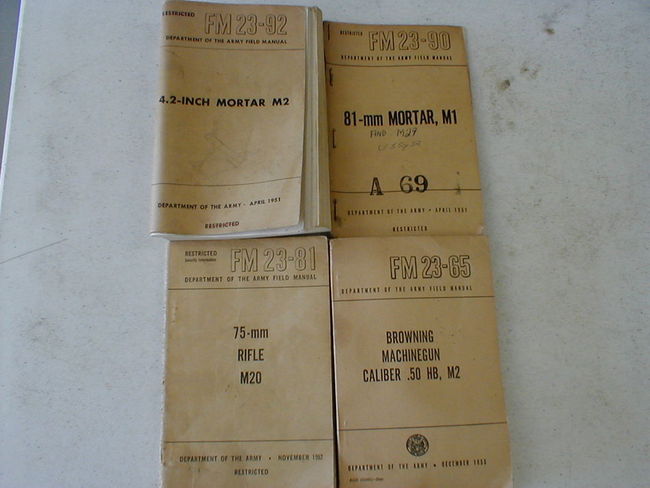 RESTRICTED
FM 23-92
DEPARTMENT OF THE ARMY FIELD MANUAL
4.2-INCH MORTAR M2
DEPARTMENT OF THE ARMY - APRIL 1951
RESTRICTED
RESTRICTED
FM 23-90
DEPARTMENT OF THE ARMY FIELD MANUAL
81-mm MORTAR, M1
FIND M29
A 69
DEPARTMENT OF THE ARMY • APRIL 1951
RESTRICTED
RESTRICTED
Security Information
FM 23-81
DEPARTMENT OF THE ARMY FIELD MANUAL
75-mm
RIFLE
M20
DEPARTMENT OF THE ARMY • NOVEMBER 1952
RESTRICTED
FM 23-65
DEPARTMENT OF THE ARMY FIELD MANUAL
BROWNING
MACHINEGUN
CALIBER .50 HB, M2
DEPARTMENT OF THE ARMY • DECEMBER 1955